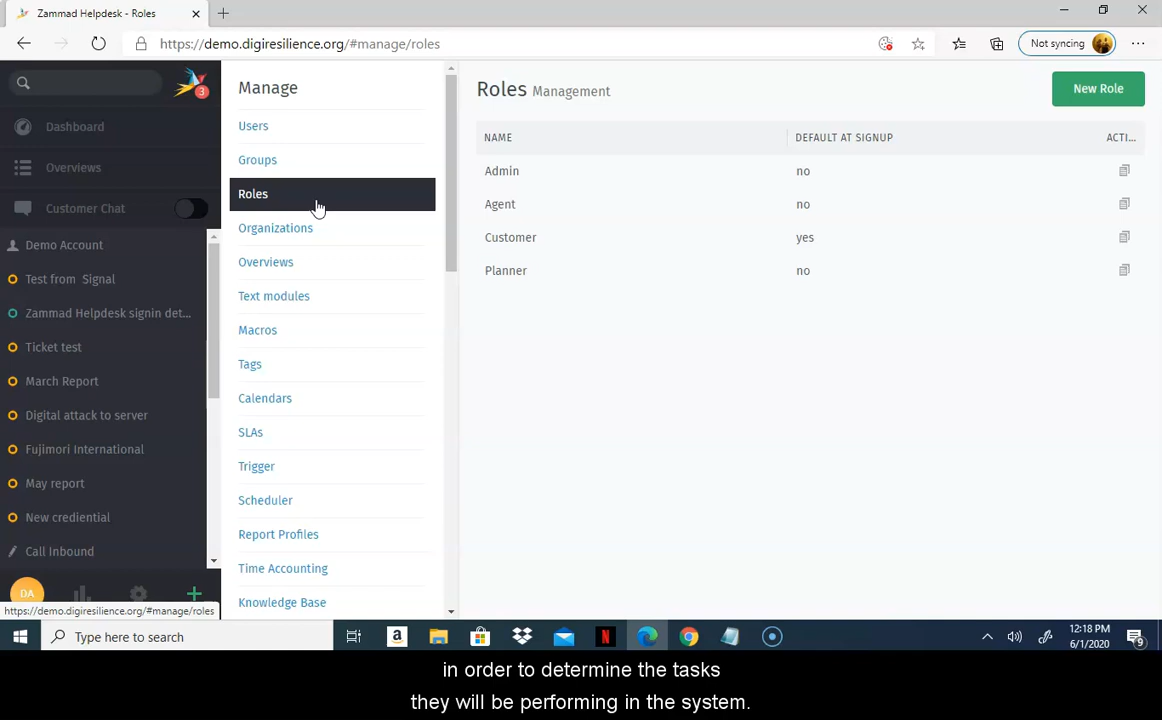 Zammad Helpdesk - Roles
https://demo.digiresilience.org/#manage/roles
Not syncing
3
Dashboard
Overviews
Customer Chat
Demo Account
Test from Signal
Zammad Helpdesk signin det...
Ticket test
March Report
Digital attack to server
Fujimori International
May report
New crediential
Call Inbound
DA
https://demo.digiresilience.org/#manage/roles
Manage
Users
Groups
Roles
Organizations
Overviews
Text modules
Macros
Tags
Calendars
SLAs
Trigger
Scheduler
Report Profiles
Time Accounting
Knowledge Base
Roles Management
New Role
NAME DEFAULT AT SIGNUP ACTI...
Admin no
Agent no
Customer yes
Planner no
Type here to search
a
N
12:18 PM
6/1/2020
9
in order to determine the tasks
they will be performing in the system.